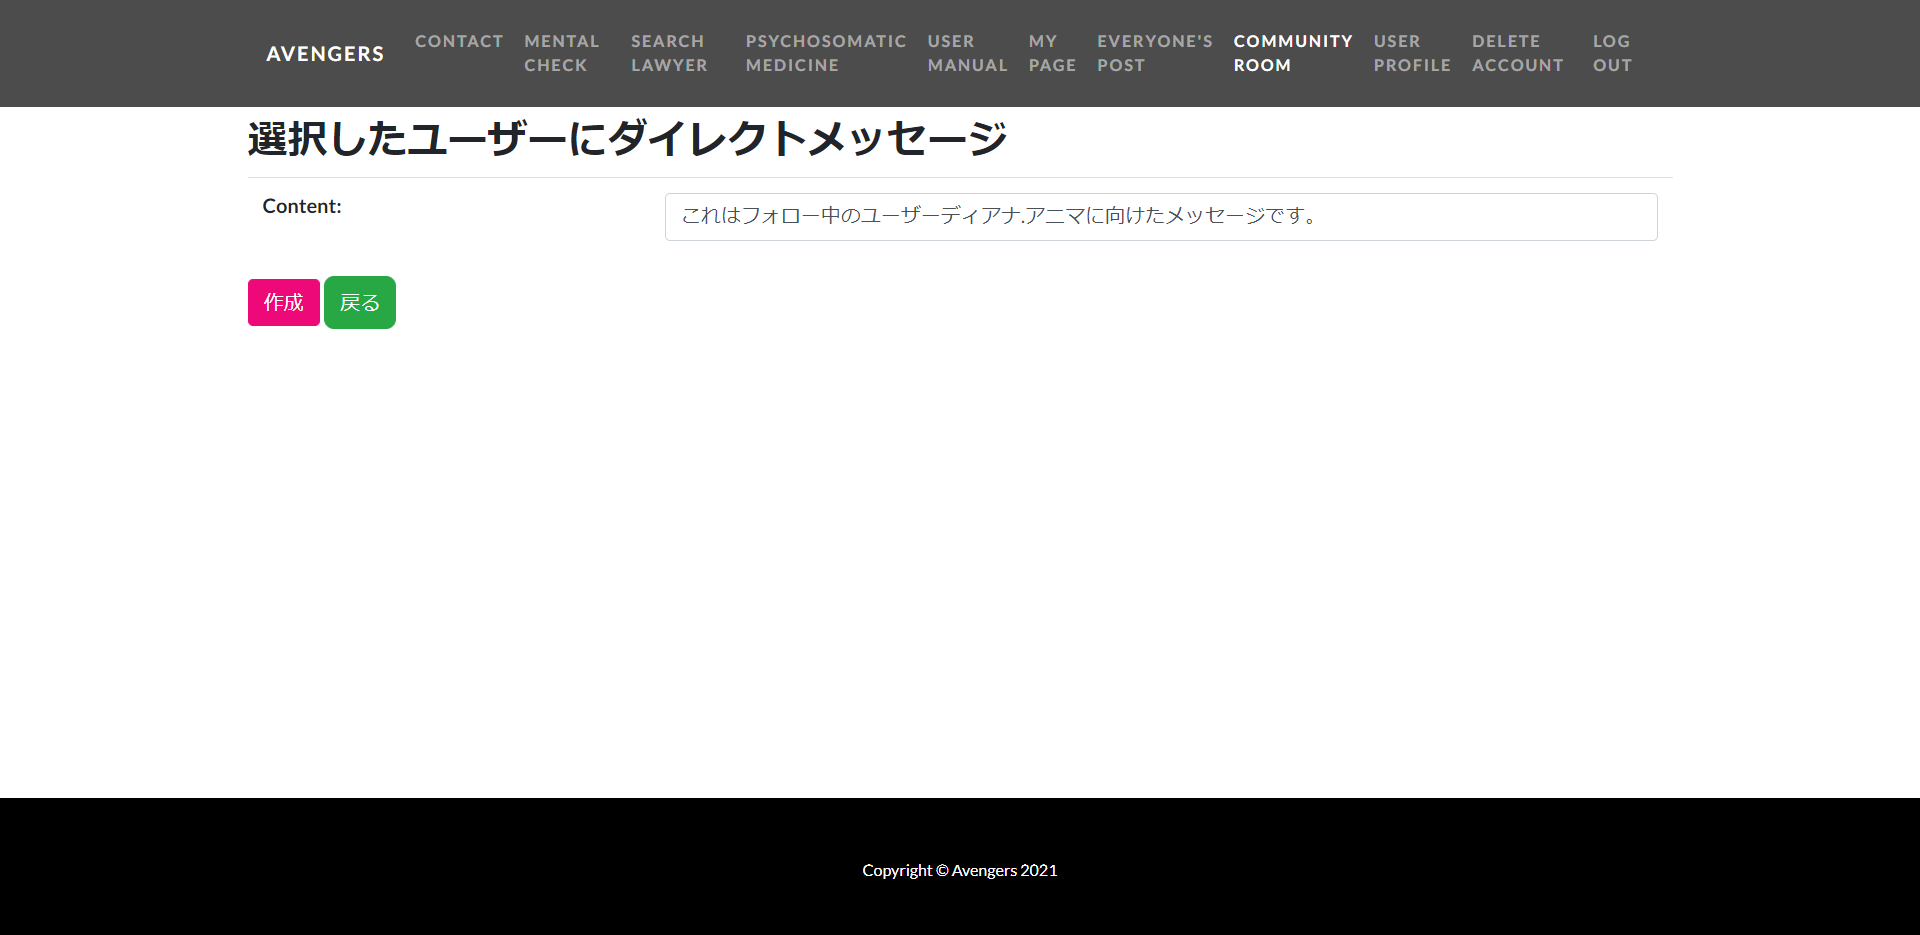 AVENGERS
CONTACT
MENTAL
CHECK
SEARCH
LAWYER
PSYCHOSOMATIC
MEDICINE
USER
MANUAL
MY
PAGE
EVERYONE'S
POST
COMMUNITY
ROOM
USER
PROFILE
DELETE
ACCOUNT
LOG
OUT
選択したユーザーにダイレクトメッセージ
Content:
これはフォロー中のユーザーディアナ.アニマに向けたメッセージです。
作成
戻る
Copyright © Avengers 2021